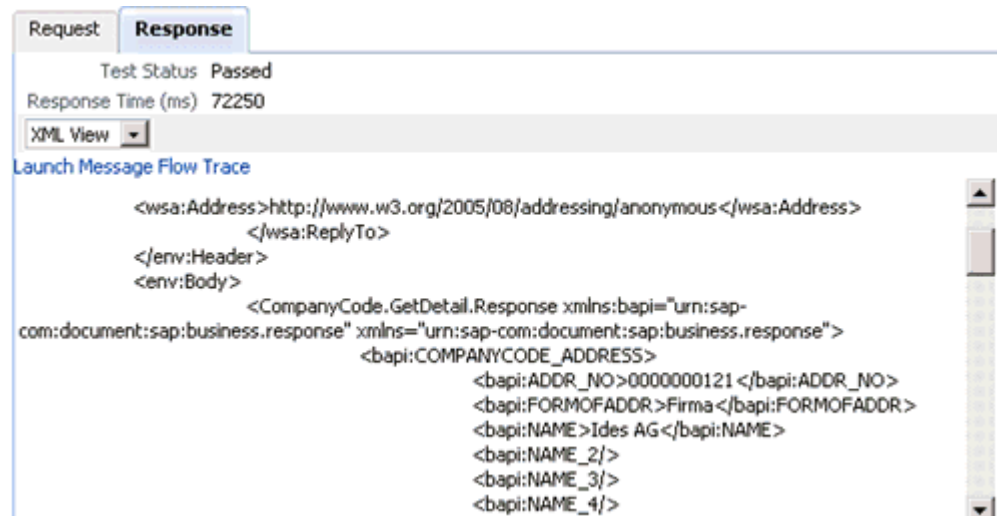 Request Response
Test Status Passed
Response Time (ms) 72250
XML View
Launch Message Flow Trace
<wsa:Address>http://www.w3.org/2005/08/addressing/anonymous</wsa:Address>
</wsa:ReplyTo>
</env:Header>
<env:Body>
<CompanyCode.GetDetail.Response xmlns:bapi="urn:sap-
com:document:sap:business.response" xmlns="urn:sap-com:document:sap:business.response">
<bapi:COMPANYCODE_ADDRESS>
<bapi:ADDR_NO>0000000121</bapi:ADDR_NO>
<bapi:FORMOFADDR>Firma</bapi:FORMOFADDR>
<bapi:NAME>Ides AG</bapi:NAME>
<bapi:NAME_2/>
<bapi:NAME_3/>
<bapi:NAME_4/>